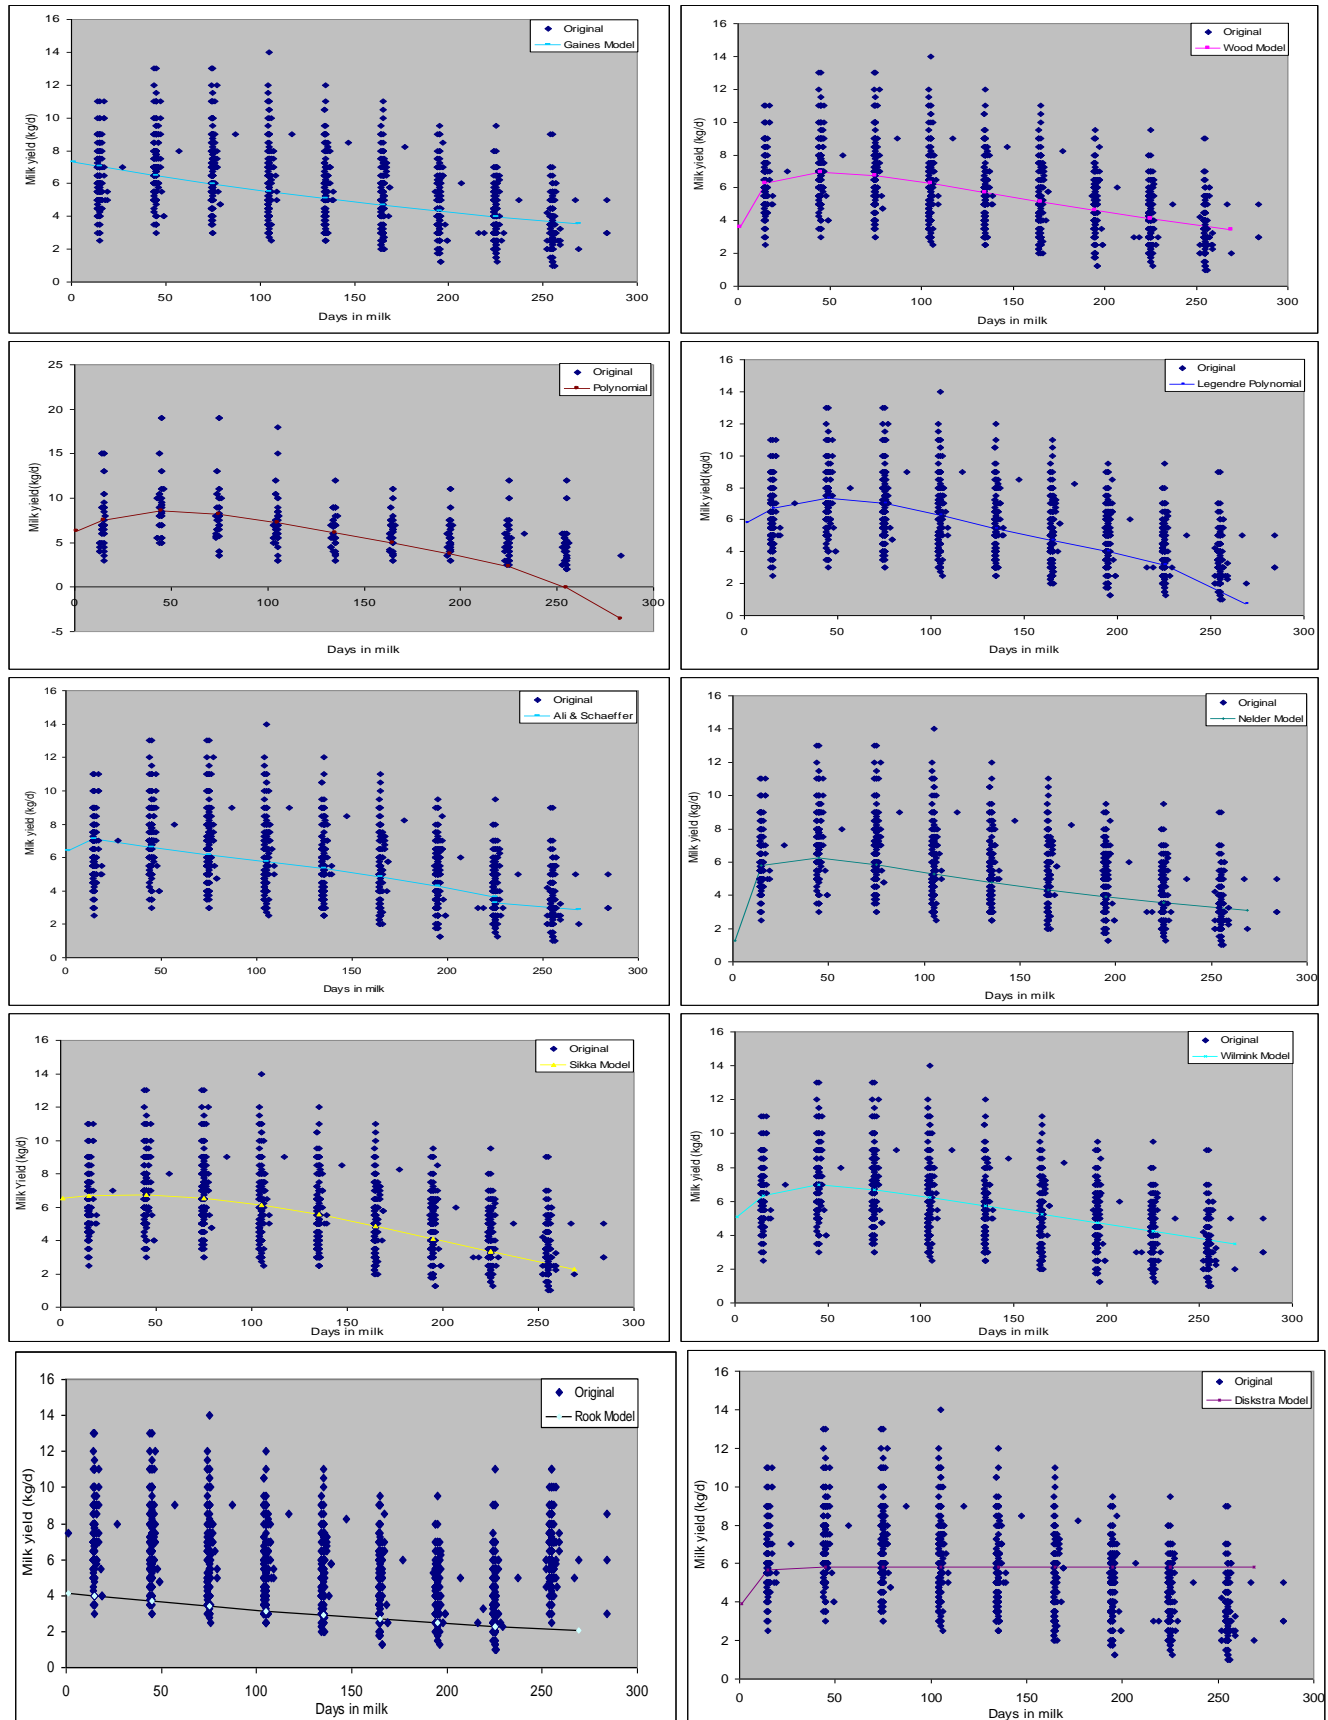 16
14
12
10
8
6
4
2
0
Milk yield (kg/d)
0 50 100 150 200 250 300
Days in milk
Original
Gaines Model
16
14
12
10
8
6
4
2
0
Milk yield (kg/d)
0 50 100 150 200 250 300
Days in milk
Original
Wood Model
25
20
15
10
5
0
-5
Milk yield(kg/d)
0 50 100 150 200 250 300
Days in milk
Original
Polynomial
16
14
12
10
8
6
4
2
0
Milk yield(kg/d)
0 50 100 150 200 250 300
Days in milk
Original
Legendre Polynomial
16
14
12
10
8
6
4
2
0
Milk yield (kg/d)
0 50 100 150 200 250 300
Days in milk
Original
Ali & Schaeffer
16
14
12
10
8
6
4
2
0
Milk yield (kg/d)
0 50 100 150 200 250 300
Days in milk
Original
Nelder Model
16
14
12
10
8
6
4
2
0
Milk Yield (kg/d)
0 50 100 150 200 250 300
Days in milk
Original
Sikka Model
16
14
12
10
8
6
4
2
0
Milk yield (kg/d)
0 50 100 150 200 250 300
Days in milk
Original
Wilmink Model
16
14
12
10
8
6
4
2
0
Milk yield (kg/d)
0 50 100 150 200 250 300
Days in milk
Original
Rook Model
16
14
12
10
8
6
4
2
0
Milk yield (kg/d)
0 50 100 150 200 250 300
Days in milk
Original
Diskstra Model